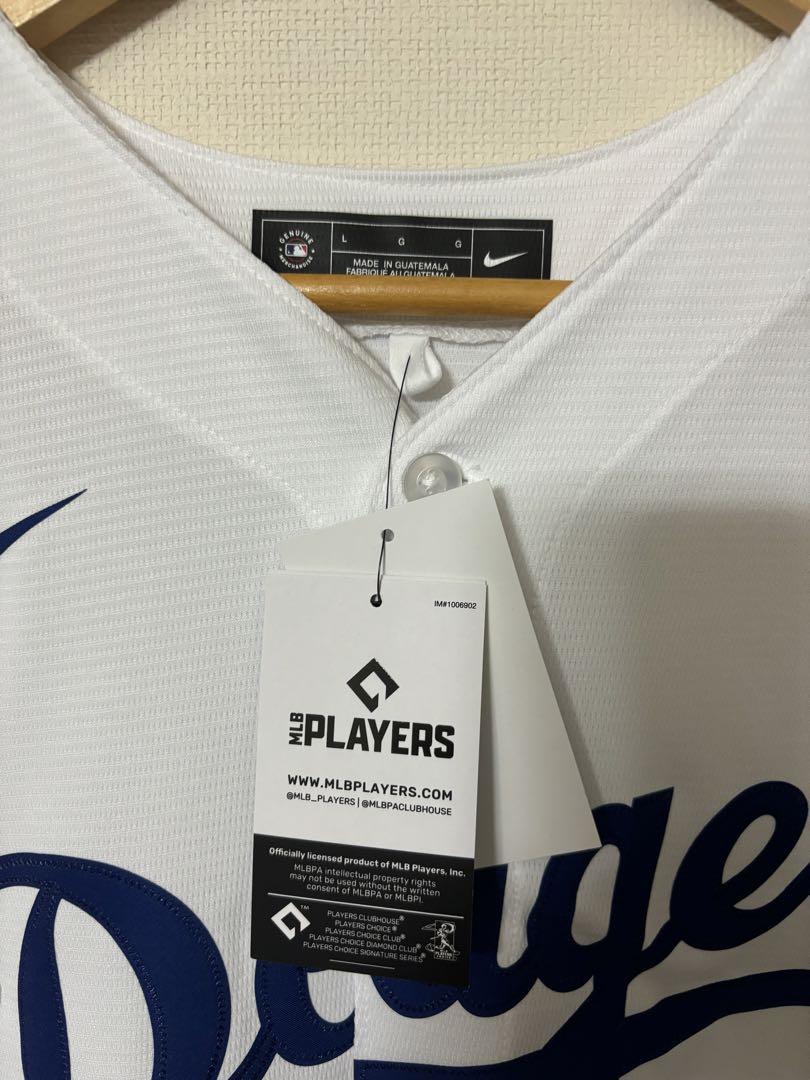 GENUINE
MERCHANDISE
L G G
MADE IN GUATEMALA
FABRIQUÉ AU GUATEMALA
IM#1006902
MLB PLAYERS
WWW.MLBPLAYERS.COM
@MLB_PLAYERS | @MLBPACLUBHOUSE
Officially licensed product of MLB Players, Inc.
MLBPA intellectual property rights
may not be used without the written
consent of MLBPA or MLBPI.
TM
PLAYERS CLUBHOUSE®
PLAYERS CHOICE®
PLAYERS CHOICE CLUB®
PLAYERS CHOICE DIAMOND CLUB®
PLAYERS CHOICE SIGNATURE SERIES®
Dodge